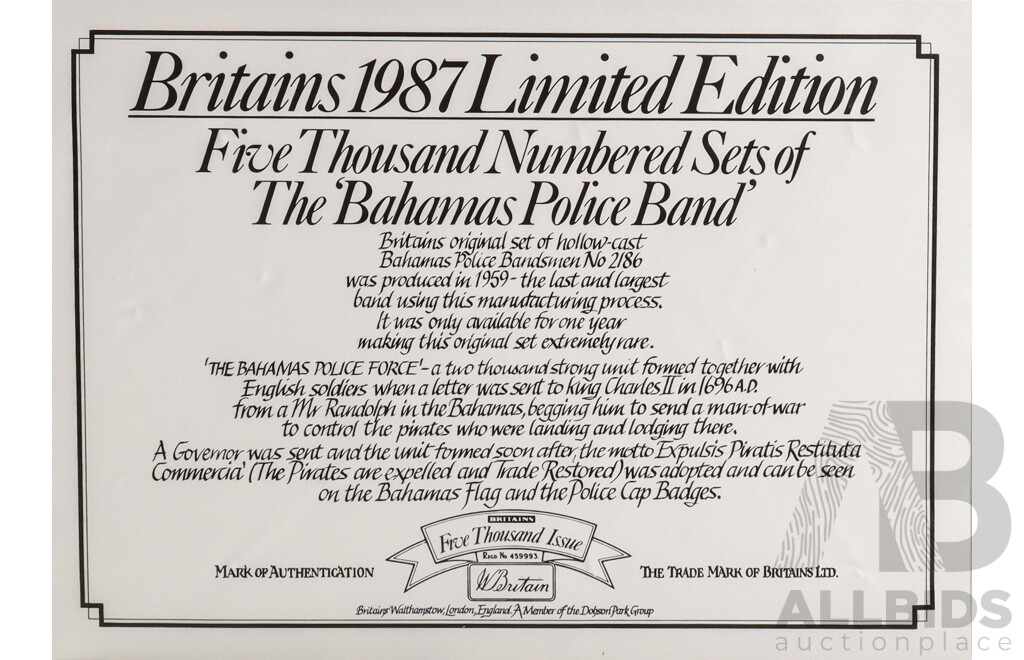 Britains 1987 Limited Edition
Five Thousand Numbered Sets of
The 'Bahamas Police Band'
Britains original set of hollow-cast
Bahamas Police Bandsmen No 2186
was produced in 1959 - the last and largest
band using this manufacturing process.
It was only available for one year
making this original set extremely rare.
'THE BAHAMAS POLICE FORCE' - a two thousand strong unit formed together with
English soldiers when a letter was sent to king Charles II in 1696 A.D.
from a Mr Randolph in the Bahamas, begging him to send a man-of-war
to control the pirates who were landing and lodging there.
A Governor was sent and the unit formed soon after, the motto Expulsis Piratis Restituta
Commercia' (The Pirates are expelled and Trade Restored) was adopted and can be seen
on the Bahamas Flag and the Police Cap Badges.
BRITAINS
Five Thousand Issue
REGD No 459993
MARK OF AUTHENTICATION
W Britain
THE TRADE MARK OF BRITAINS LTD.
Britains Walthamstow, London, England. A Member of the Dobson Park Group
AB
ALLBIDS
auctionplace